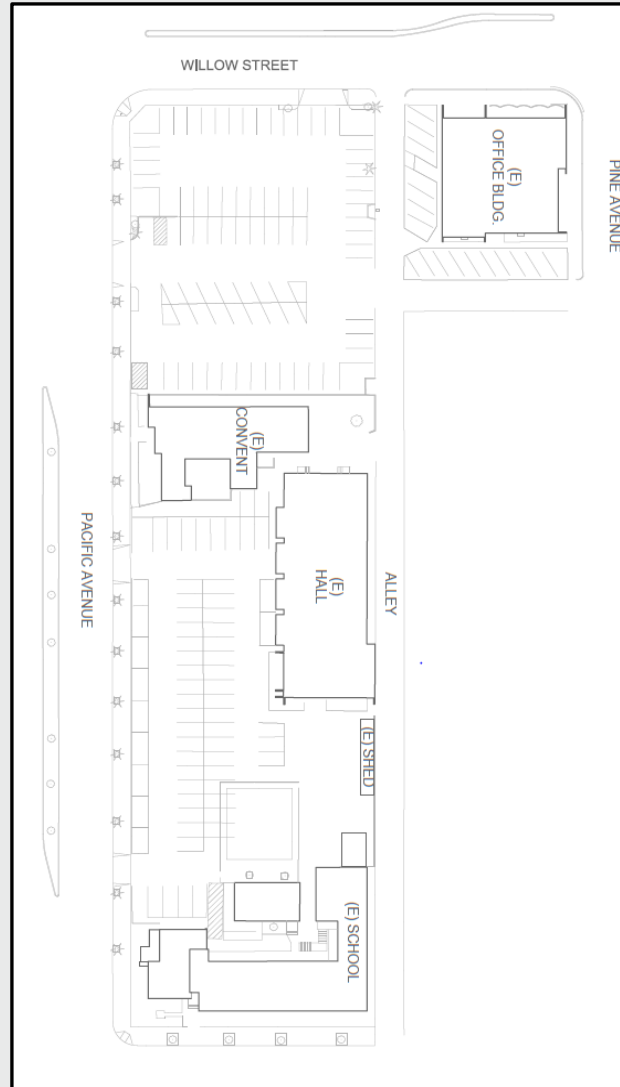 WILLOW STREET
PINE AVENUE
(E)
OFFICE BLDG.
(E)
CONVENT
(E)
HALL
ALLEY
PACIFIC AVENUE
(E) SHED
(E) SCHOOL